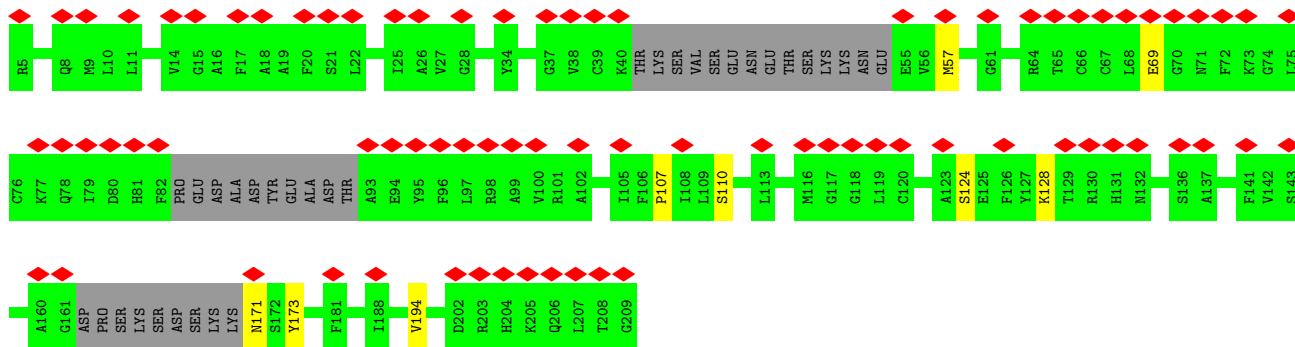 R5 Q8 M9 L10 L11 V14 G15 A16 F17 A18 A19 F20 S21 L22 I25 A26 V27 G28 Y34 G37 V38 C39 K40 THR LYS SER VAL SER GLU ASN GLU THR SER LYS LYS ASN GLU E55 V56 M57 G61 R64 T65 C66 C67 L68 E69 G70 N71 F72 K73 G74 L75
C76 K77 Q78 I79 D80 H81 F82 PRO GLU ASP ALA ASP TYR GLU ALA ASP THR A93 E94 Y95 F96 L97 R98 A99 V100 R101 A102 I105 F106 P107 I108 L109 S110 L113 M116 G117 G118 L119 C120 A123 S124 E125 F126 Y127 K128 T129 R130 H131 N132 S136 A137 F141 V142 S143
A160 G161 ASP PRO SER LYS SER ASP SER LYS LYS N171 S172 Y173 F181 I188 V194 D202 R203 H204 K205 Q206 L207 T208 G209